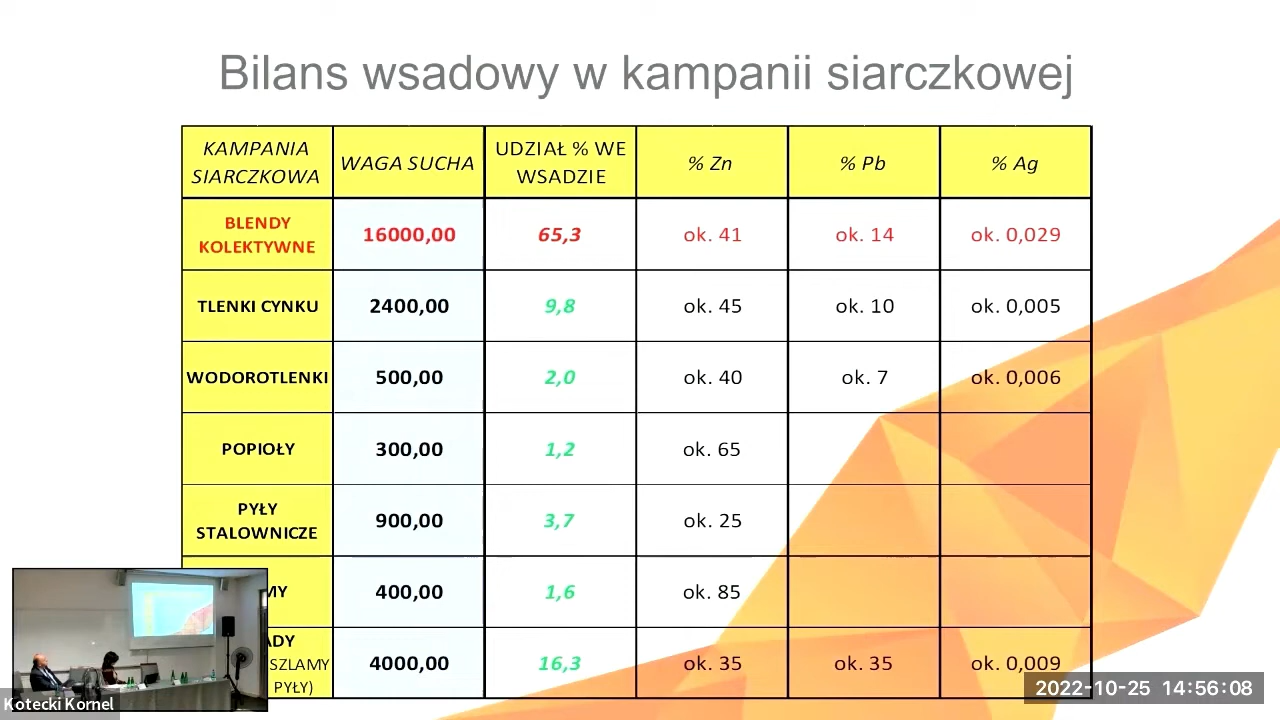 Bilans wsadowy w kampanii siarczkowej
KAMPANIA
SIARCZKOWA
WAGA SUCHA
UDZIAŁ % WE
WSADZIE
% Zn
% Pb
% Ag
BLENDY
KOLEKTYWNE
16000,00
65,3
ok. 41
ok. 14
ok. 0,029
TLENKI CYNKU
2400,00
9,8
ok. 45
ok. 10
ok. 0,005
WODOROTLENKI
500,00
2,0
ok. 40
ok. 7
ok. 0,006
POPIOŁY
300,00
1,2
ok. 65
PYŁY
STALOWNICZE
900,00
3,7
ok. 25
400,00
1,6
ok. 85
SZLAMY
PYŁY)
4000,00
16,3
ok. 35
ok. 35
ok. 0,009
2022-10-25 14:56:08
Kotecki Kornel